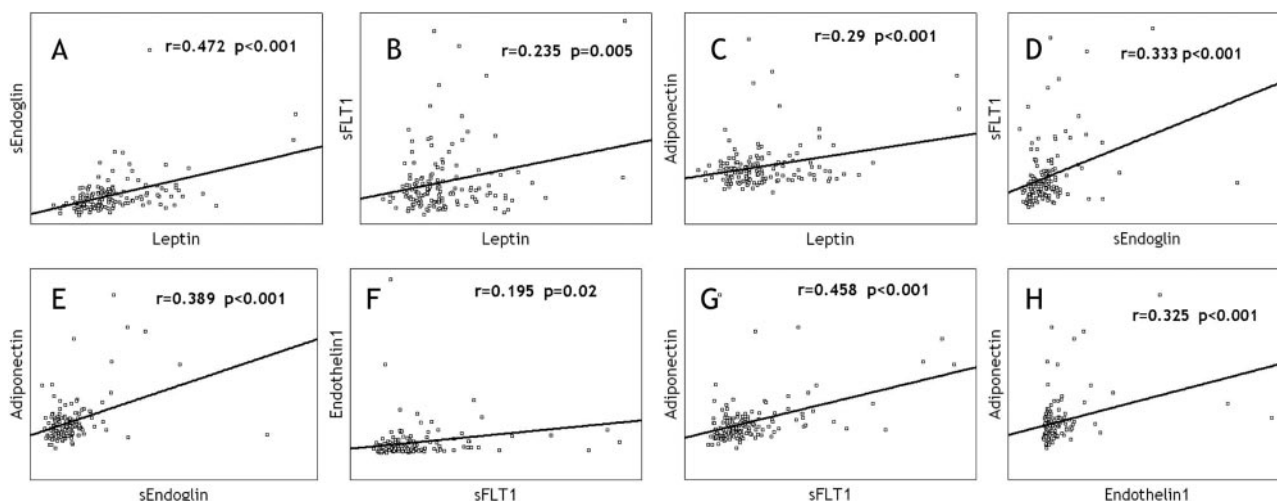 A
r=0.472 p<0.001
sEndoglin
Leptin
B
r=0.235 p=0.005
sFLT1
Leptin
C
r=0.29 p<0.001
Adiponectin
Leptin
D
r=0.333 p<0.001
sFLT1
sEndoglin
E
r=0.389 p<0.001
Adiponectin
sEndoglin
F
r=0.195 p=0.02
Endothelin1
sFLT1
G
r=0.458 p<0.001
Adiponectin
sFLT1
H
r=0.325 p<0.001
Adiponectin
Endothelin1